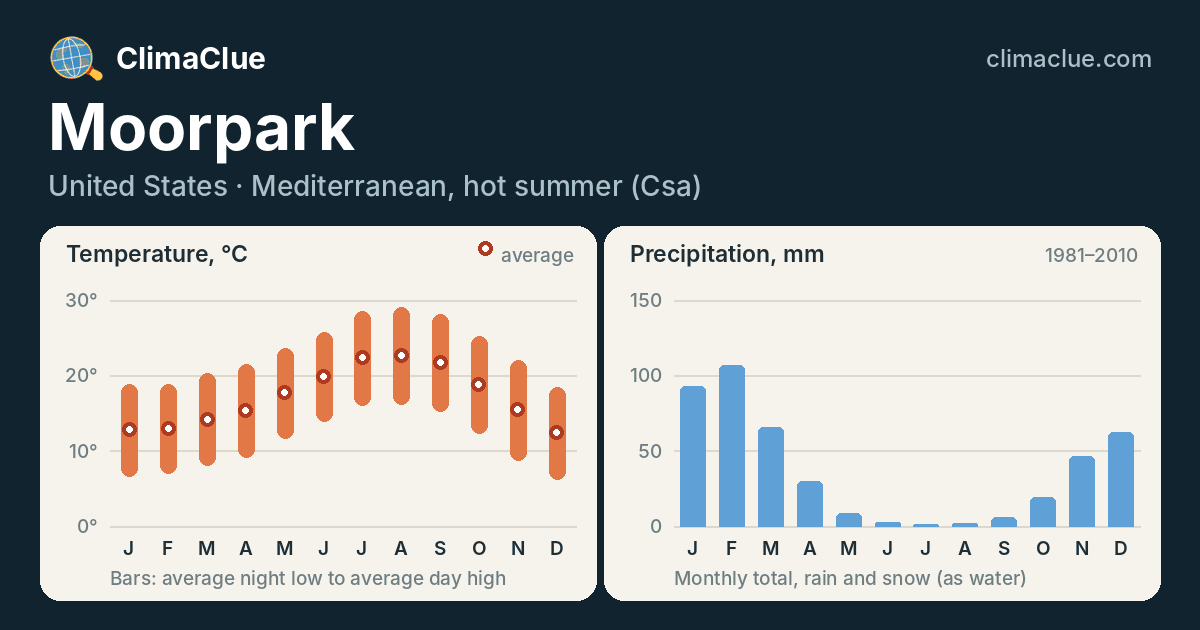 ClimaClue
climaclue.com
Moorpark
United States · Mediterranean, hot summer (Csa)
Temperature, °C
average
30°
20°
10°
0°
J F M A M J J A S O N D
Bars: average night low to average day high
Precipitation, mm
1981–2010
150
100
50
0
J F M A M J J A S O N D
Monthly total, rain and snow (as water)